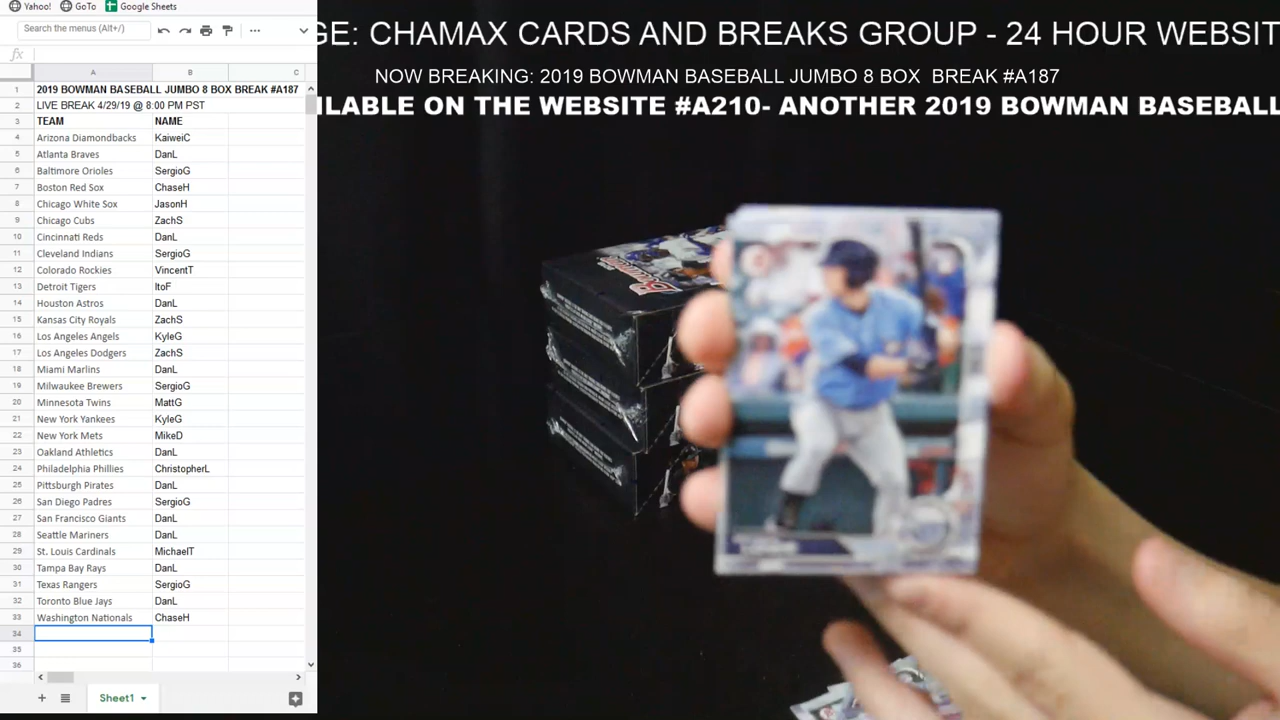 Yahoo! GoTo Google Sheets
Search the menus (Alt+/)
fx
A B C
1 2019 BOWMAN BASEBALL JUMBO 8 BOX BREAK #A187
2 LIVE BREAK 4/29/19 @ 8:00 PM PST
3 TEAM NAME
4 Arizona Diamondbacks KaiweiC
5 Atlanta Braves DanL
6 Baltimore Orioles SergioG
7 Boston Red Sox ChaseH
8 Chicago White Sox JasonH
9 Chicago Cubs ZachS
10 Cincinnati Reds DanL
11 Cleveland Indians SergioG
12 Colorado Rockies VincentT
13 Detroit Tigers ItoF
14 Houston Astros DanL
15 Kansas City Royals ZachS
16 Los Angeles Angels KyleG
17 Los Angeles Dodgers ZachS
18 Miami Marlins DanL
19 Milwaukee Brewers SergioG
20 Minnesota Twins MattG
21 New York Yankees KyleG
22 New York Mets MikeD
23 Oakland Athletics DanL
24 Philadelphia Phillies ChristopherL
25 Pittsburgh Pirates DanL
26 San Diego Padres SergioG
27 San Francisco Giants DanL
28 Seattle Mariners DanL
29 St. Louis Cardinals MichaelT
30 Tampa Bay Rays DanL
31 Texas Rangers SergioG
32 Toronto Blue Jays DanL
33 Washington Nationals ChaseH
34
35
36
Sheet1
GE: CHAMAX CARDS AND BREAKS GROUP - 24 HOUR WEBSIT
NOW BREAKING: 2019 BOWMAN BASEBALL JUMBO 8 BOX BREAK #A187
ILABLE ON THE WEBSITE #A210- ANOTHER 2019 BOWMAN BASEBALL
Bowman